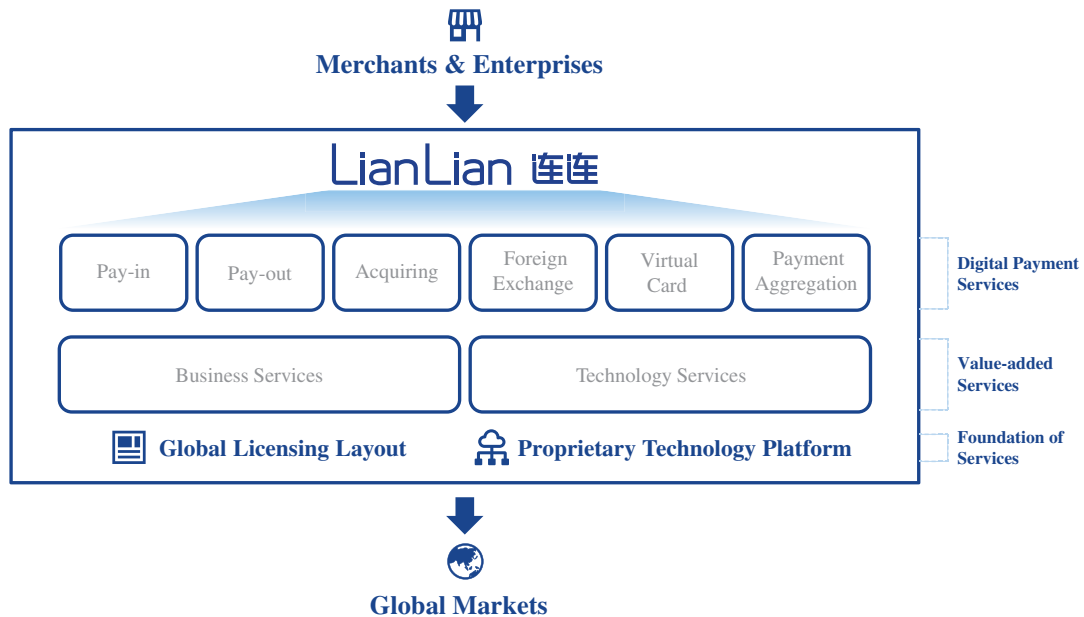 Merchants & Enterprises
LianLian 连连
Pay-in
Pay-out
Acquiring
Foreign
Exchange
Virtual
Card
Payment
Aggregation
Digital Payment
Services
Business Services
Technology Services
Value-added
Services
Global Licensing Layout
Proprietary Technology Platform
Foundation of
Services
Global Markets